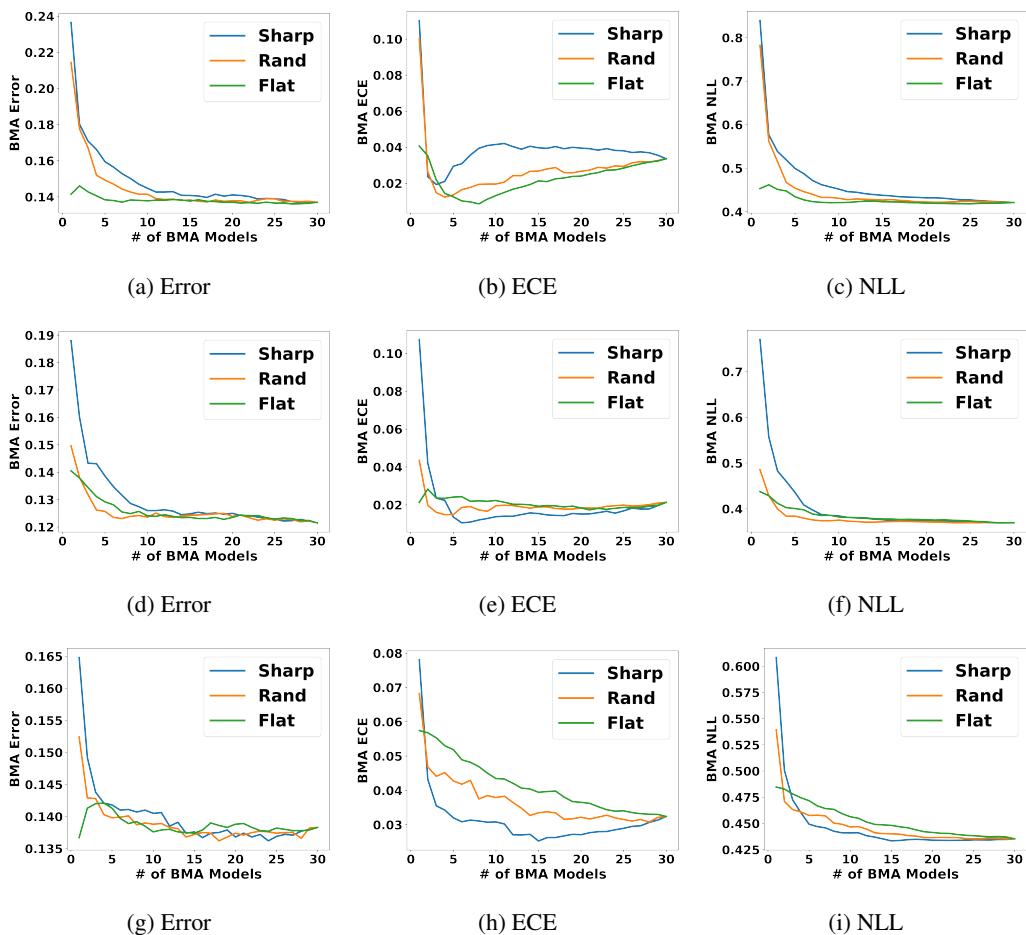 0.24
0.22
0.20
0.18
0.16
0.14
BMA Error
Sharp
Rand
Flat
0 5 10 15 20 25 30
# of BMA Models
(a) Error
0.10
0.08
0.06
0.04
0.02
BMA ECE
Sharp
Rand
Flat
0 5 10 15 20 25 30
# of BMA Models
(b) ECE
0.8
0.7
0.6
0.5
0.4
BMA NLL
Sharp
Rand
Flat
0 5 10 15 20 25 30
# of BMA Models
(c) NLL
0.19
0.18
0.17
0.16
0.15
0.14
0.13
0.12
BMA Error
Sharp
Rand
Flat
0 5 10 15 20 25 30
# of BMA Models
(d) Error
0.10
0.08
0.06
0.04
0.02
BMA ECE
Sharp
Rand
Flat
0 5 10 15 20 25 30
# of BMA Models
(e) ECE
0.7
0.6
0.5
0.4
BMA NLL
Sharp
Rand
Flat
0 5 10 15 20 25 30
# of BMA Models
(f) NLL
0.165
0.160
0.155
0.150
0.145
0.140
0.135
BMA Error
Sharp
Rand
Flat
0 5 10 15 20 25 30
# of BMA Models
(g) Error
0.08
0.07
0.06
0.05
0.04
0.03
BMA ECE
Sharp
Rand
Flat
0 5 10 15 20 25 30
# of BMA Models
(h) ECE
0.600
0.575
0.550
0.525
0.500
0.475
0.450
0.425
BMA NLL
Sharp
Rand
Flat
0 5 10 15 20 25 30
# of BMA Models
(i) NLL